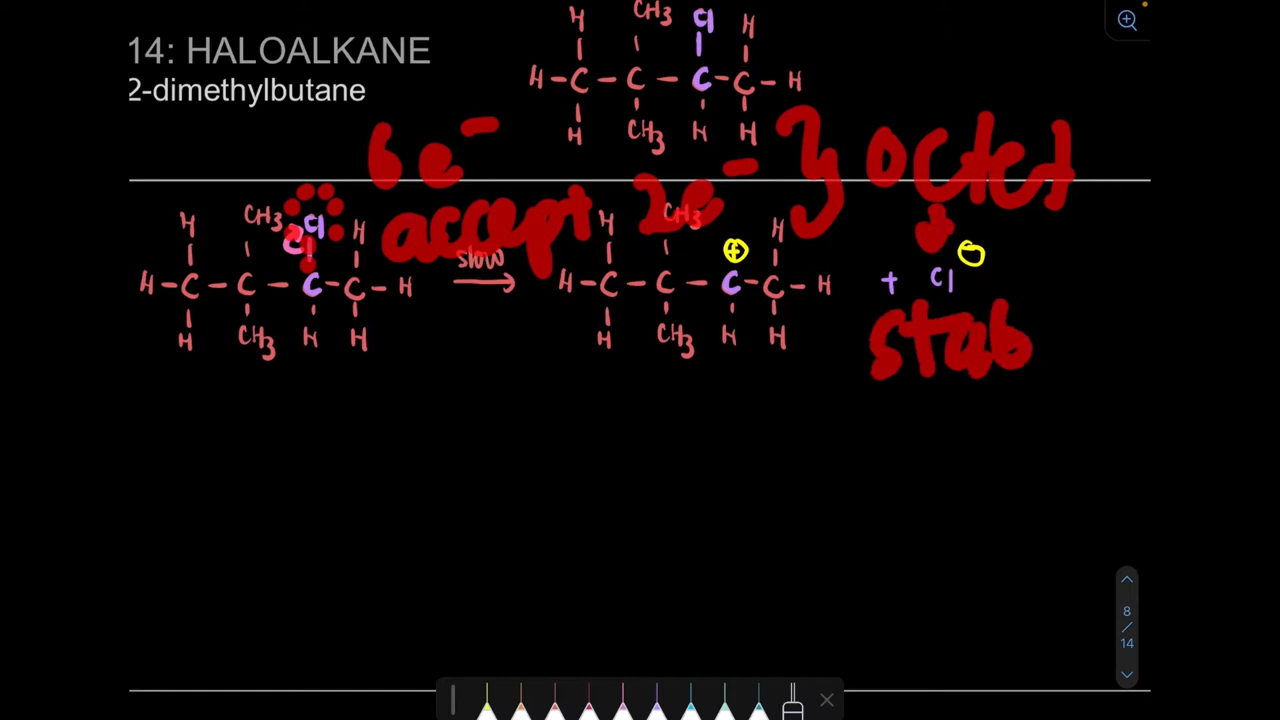 CH3 Cl
H H
14: HALOALKANE
H - C - C - C - C - H
2-dimethylbutane
H CH3 H H
6 e- accept 2e- } octet
CH3 Cl H H
H CH3 H
slow
H - C - C - C - C - H → H - C - C - C⊕ - C - H + Cl⊖
H CH3 H H H CH3 H H
stab
8
/
14